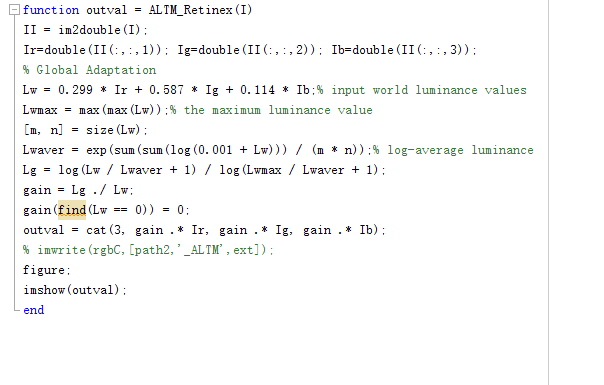 function outval = ALTM_Retinex(I)
II = im2double(I);
Ir=double(II(:,:,1)); Ig=double(II(:,:,2)); Ib=double(II(:,:,3));
% Global Adaptation
Lw = 0.299 * Ir + 0.587 * Ig + 0.114 * Ib;% input world luminance values
Lwmax = max(max(Lw));% the maximum luminance value
[m, n] = size(Lw);
Lwaver = exp(sum(sum(log(0.001 + Lw))) / (m * n));% log-average luminance
Lg = log(Lw / Lwaver + 1) / log(Lwmax / Lwaver + 1);
gain = Lg ./ Lw;
gain(find(Lw == 0)) = 0;
outval = cat(3, gain .* Ir, gain .* Ig, gain .* Ib);
% imwrite(rgbC,[path2,'_ALTM',ext]);
figure;
imshow(outval);
end